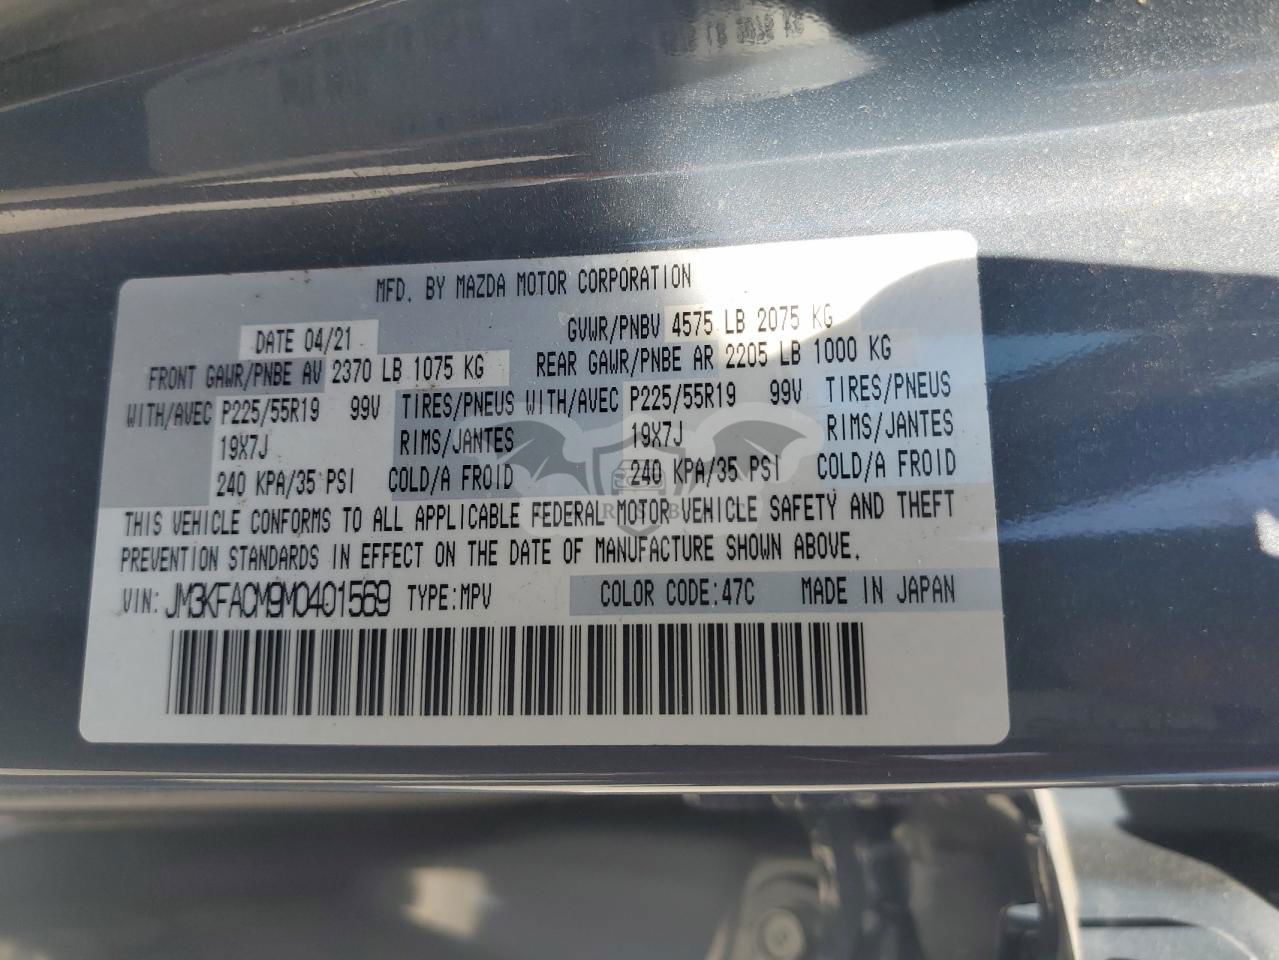 MFD. BY MAZDA MOTOR CORPORATION
DATE 04/21 GVWR/PNBV 4575 LB 2075 KG
FRONT GAWR/PNBE AV 2370 LB 1075 KG REAR GAWR/PNBE AR 2205 LB 1000 KG
WITH/AVEC P225/55R19 99V TIRES/PNEUS WITH/AVEC P225/55R19 99V TIRES/PNEUS
19X7J RIMS/JANTES 19X7J RIMS/JANTES
240 KPA/35 PSI COLD/A FROID 240 KPA/35 PSI COLD/A FROID
THIS VEHICLE CONFORMS TO ALL APPLICABLE FEDERAL MOTOR VEHICLE SAFETY AND THEFT
PREVENTION STANDARDS IN EFFECT ON THE DATE OF MANUFACTURE SHOWN ABOVE.
VIN: JM3KFACM9M0401569 TYPE:MPV COLOR CODE:47C MADE IN JAPAN